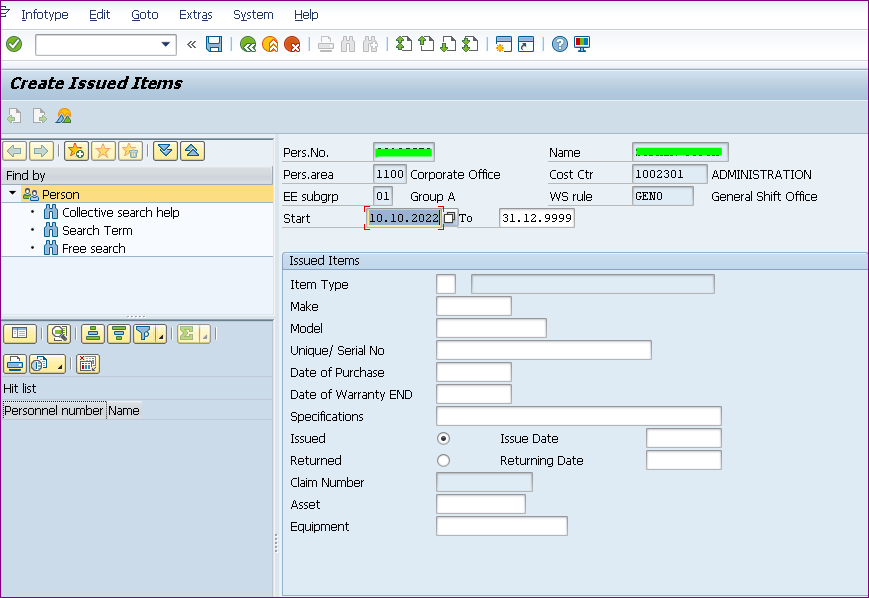 Infotype Edit Goto Extras System Help
Create Issued Items
Find by
Person
Collective search help
Search Term
Free search
Hit list
Personnel number Name
Pers.No. Name
Pers.area 1100 Corporate Office Cost Ctr 1002301 ADMINISTRATION
EE subgrp 01 Group A WS rule GEN0 General Shift Office
Start 10.10.2022 To 31.12.9999
Issued Items
Item Type
Make
Model
Unique/ Serial No
Date of Purchase
Date of Warranty END
Specifications
Issued Issue Date
Returned Returning Date
Claim Number
Asset
Equipment